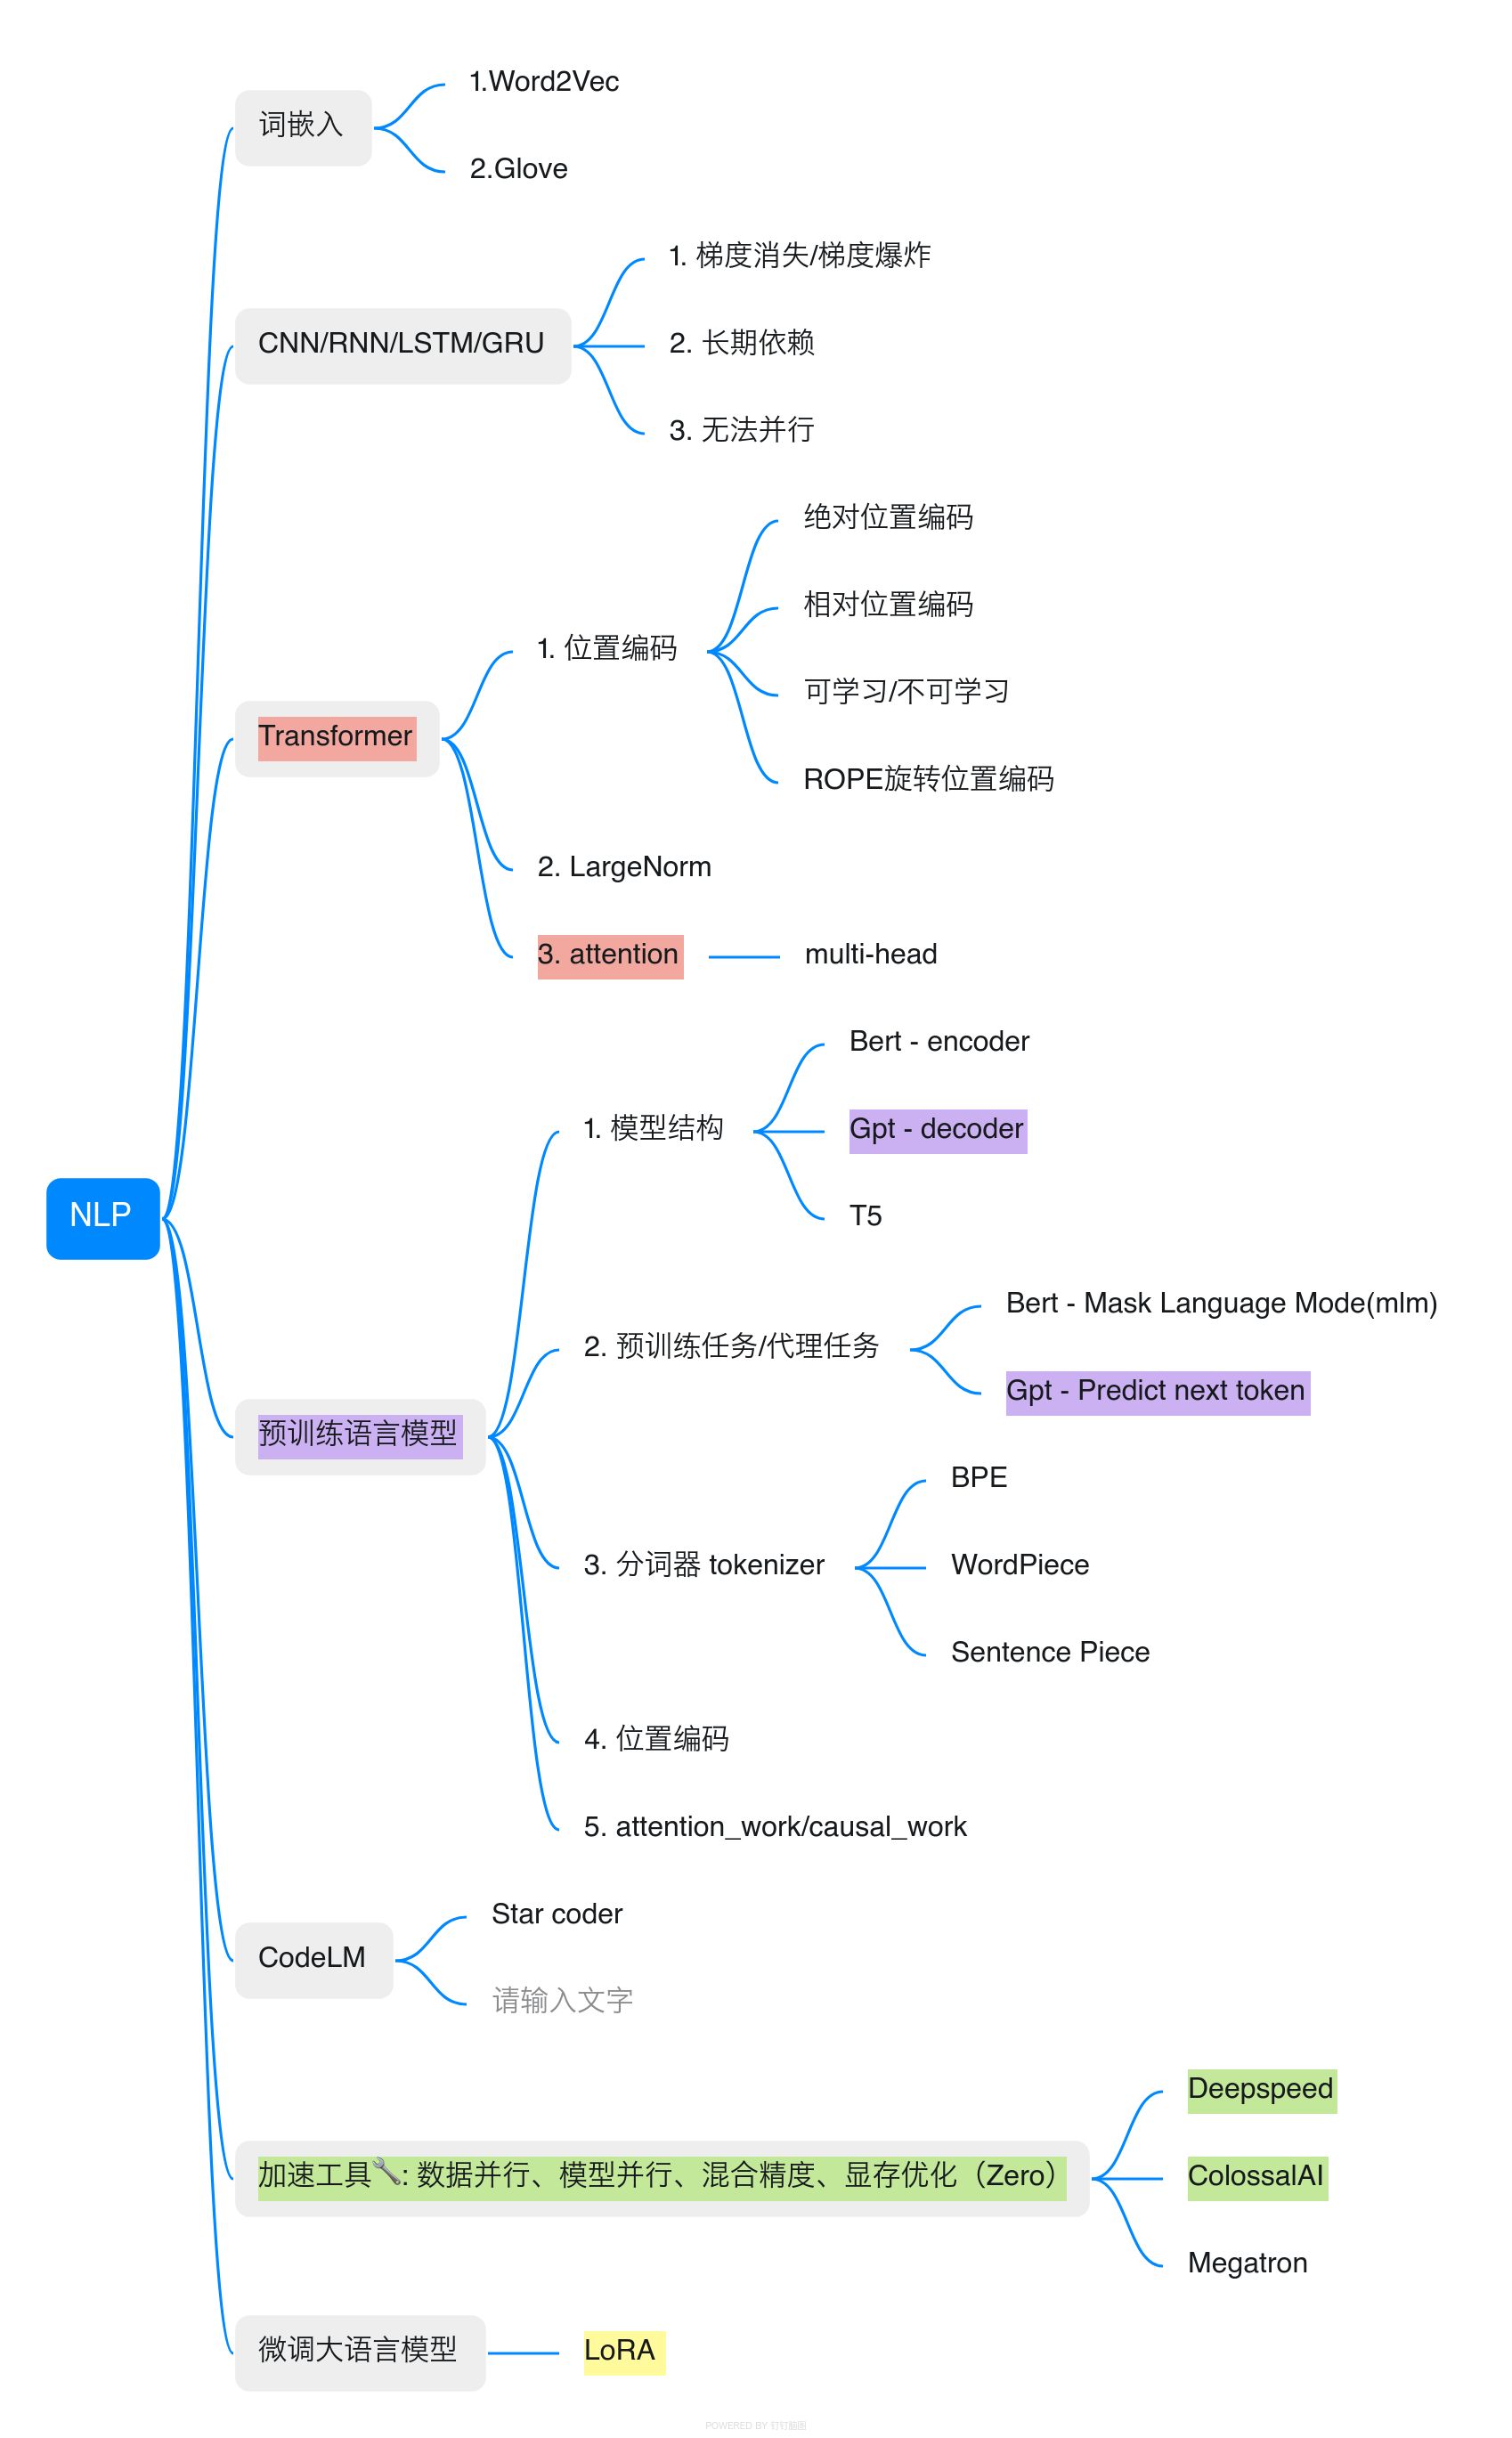 NLP
词嵌入
1.Word2Vec
2.Glove
CNN/RNN/LSTM/GRU
1. 梯度消失/梯度爆炸
2. 长期依赖
3. 无法并行
Transformer
1. 位置编码
绝对位置编码
相对位置编码
可学习/不可学习
ROPE旋转位置编码
2. LargeNorm
3. attention
multi-head
预训练语言模型
1. 模型结构
Bert - encoder
Gpt - decoder
T5
2. 预训练任务/代理任务
Bert - Mask Language Mode(mlm)
Gpt - Predict next token
3. 分词器 tokenizer
BPE
WordPiece
Sentence Piece
4. 位置编码
5. attention_work/causal_work
CodeLM
Star coder
请输入文字
加速工具🔧: 数据并行、模型并行、混合精度、显存优化（Zero）
Deepspeed
ColossalAI
Megatron
微调大语言模型
LoRA
POWERED BY 钉钉脑图